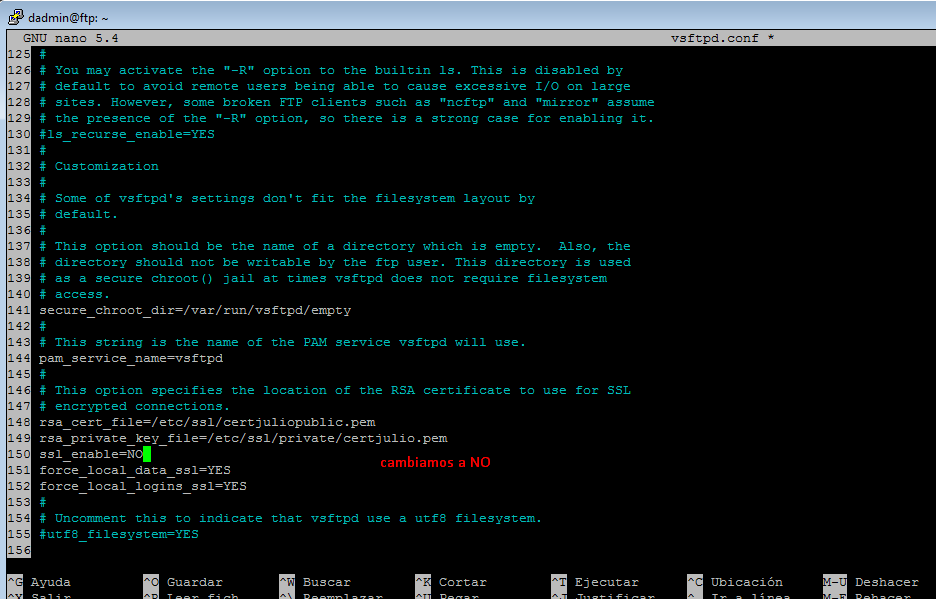 dadmin@ftp: ~
GNU nano 5.4 vsftpd.conf *
125 #
126 # You may activate the "-R" option to the builtin ls. This is disabled by
127 # default to avoid remote users being able to cause excessive I/O on large
128 # sites. However, some broken FTP clients such as "ncftp" and "mirror" assume
129 # the presence of the "-R" option, so there is a strong case for enabling it.
130 #ls_recurse_enable=YES
131 #
132 # Customization
133 #
134 # Some of vsftpd's settings don't fit the filesystem layout by
135 # default.
136 #
137 # This option should be the name of a directory which is empty.  Also, the
138 # directory should not be writable by the ftp user. This directory is used
139 # as a secure chroot() jail at times vsftpd does not require filesystem
140 # access.
141 secure_chroot_dir=/var/run/vsftpd/empty
142 #
143 # This string is the name of the PAM service vsftpd will use.
144 pam_service_name=vsftpd
145 #
146 # This option specifies the location of the RSA certificate to use for SSL
147 # encrypted connections.
148 rsa_cert_file=/etc/ssl/certjuliopublic.pem
149 rsa_private_key_file=/etc/ssl/private/certjulio.pem
150 ssl_enable=NO
cambiamos a NO
151 force_local_data_ssl=YES
152 force_local_logins_ssl=YES
153 #
154 # Uncomment this to indicate that vsftpd use a utf8 filesystem.
155 #utf8_filesystem=YES
156
^G Ayuda ^O Guardar ^W Buscar ^K Cortar ^T Ejecutar ^C Ubicación M-U Deshacer
^X Salir ^R Leer fich. ^\ Reemplazar ^U Pegar ^J Justificar Ir a línea M-E Rehacer